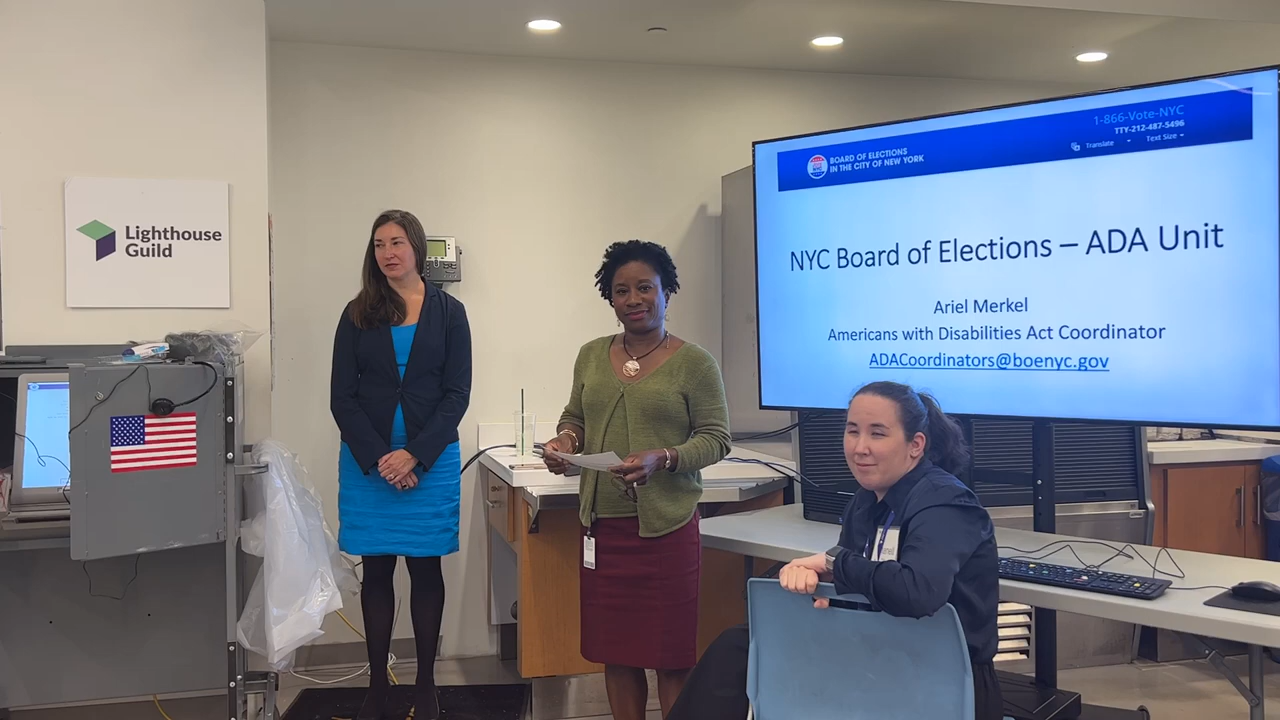 Lighthouse
Guild
1-866-Vote-NYC
TTY-212-487-5496
Translate
Text Size
BOARD OF ELECTIONS
IN THE CITY OF NEW YORK
NYC Board of Elections – ADA Unit
Ariel Merkel
Americans with Disabilities Act Coordinator
ADACoordinators@boenyc.gov